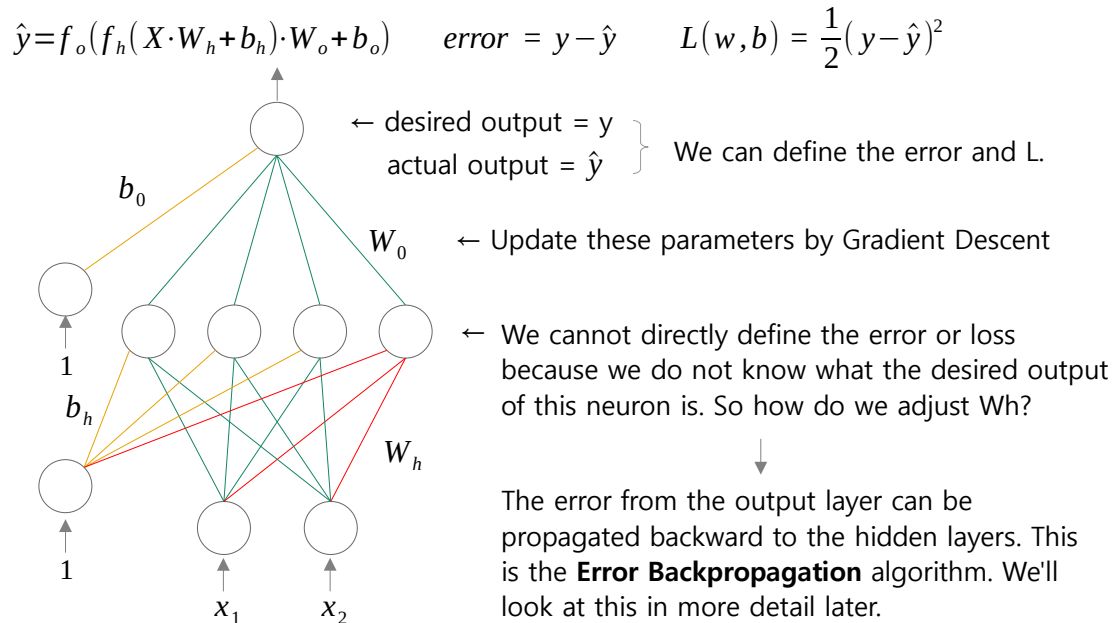 ŷ=f_o(f_h(X·W_h+b_h)·W_o+b_o) error = y−ŷ L(w,b) = 1/2(y−ŷ)²
← desired output = y
actual output = ŷ
We can define the error and L.
b_0
W_0
← Update these parameters by Gradient Descent
1
← We cannot directly define the error or loss
because we do not know what the desired output
of this neuron is. So how do we adjust Wh?
b_h
W_h
The error from the output layer can be
propagated backward to the hidden layers. This
is the Error Backpropagation algorithm. We'll
look at this in more detail later.
1
x_1 x_2